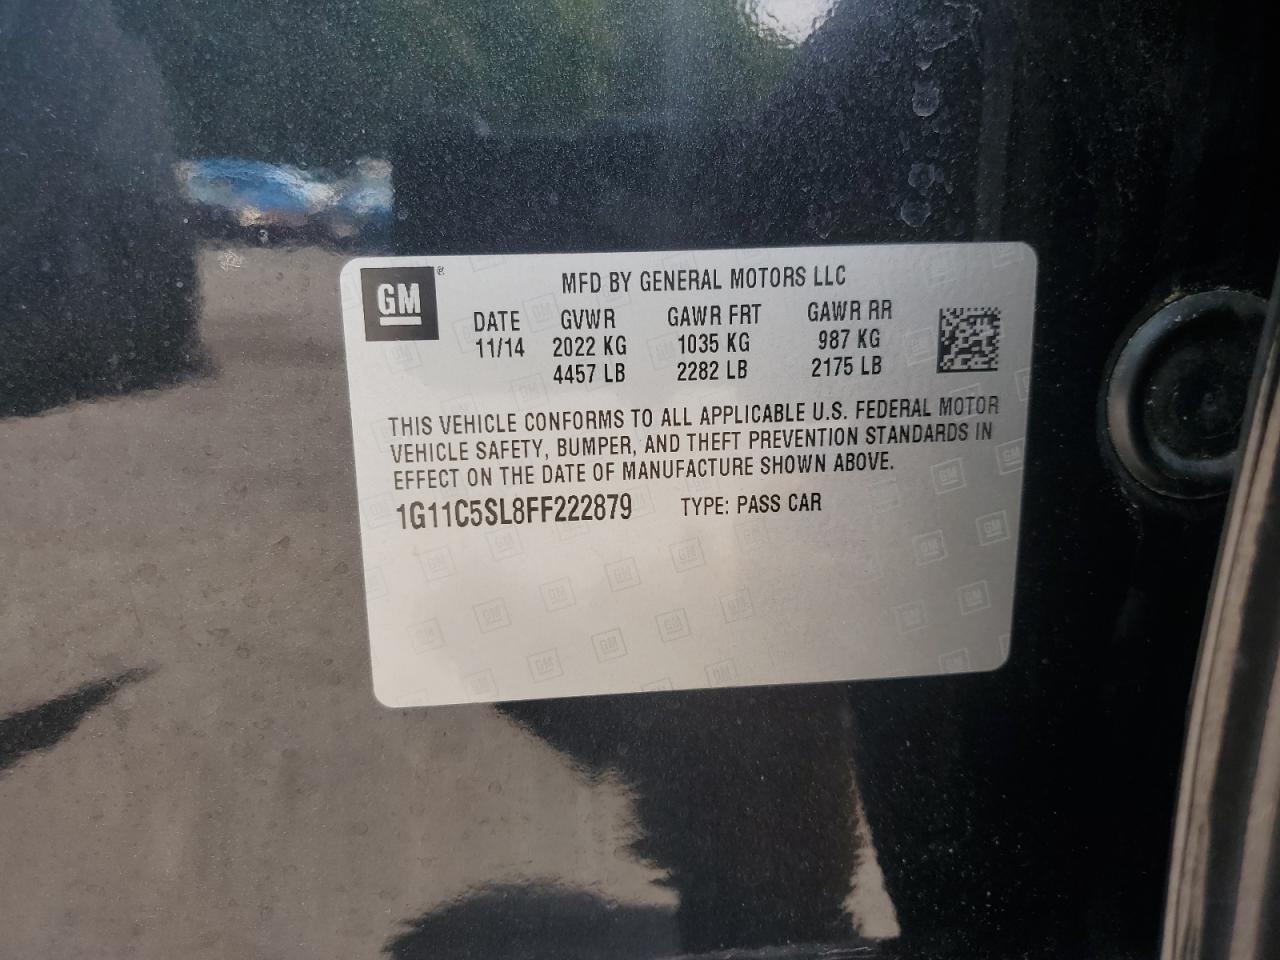 GM®
MFD BY GENERAL MOTORS LLC
DATE GVWR GAWR FRT GAWR RR
11/14 2022 KG 1035 KG 987 KG
4457 LB 2282 LB 2175 LB
THIS VEHICLE CONFORMS TO ALL APPLICABLE U.S. FEDERAL MOTOR
VEHICLE SAFETY, BUMPER, AND THEFT PREVENTION STANDARDS IN
EFFECT ON THE DATE OF MANUFACTURE SHOWN ABOVE.
1G11C5SL8FF222879 TYPE: PASS CAR